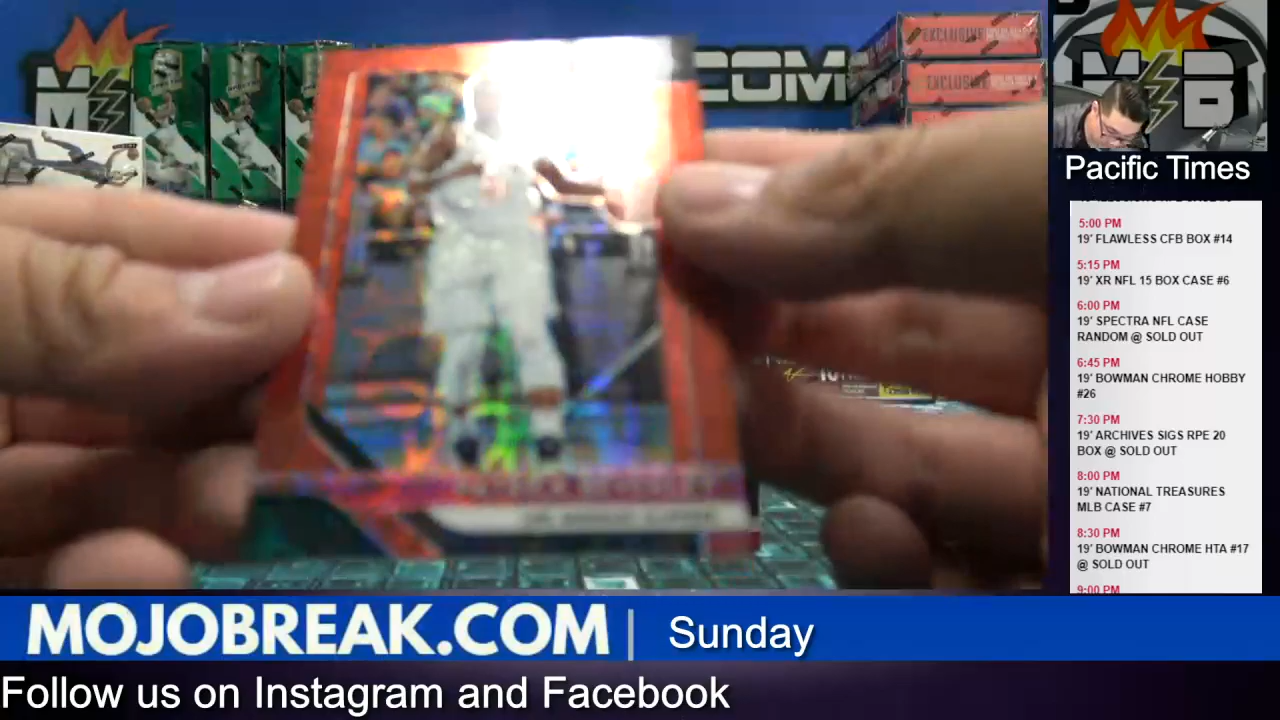 .COM
EXCLUSIVE
EXCLUSIVE
M B
Pacific Times
5:00 PM
19' FLAWLESS CFB BOX #14
5:15 PM
19' XR NFL 15 BOX CASE #6
6:00 PM
19' SPECTRA NFL CASE
RANDOM @ SOLD OUT
6:45 PM
19' BOWMAN CHROME HOBBY
#26
7:30 PM
19' ARCHIVES SIGS RPE 20
BOX @ SOLD OUT
8:00 PM
19' NATIONAL TREASURES
MLB CASE #7
8:30 PM
19' BOWMAN CHROME HTA #17
@ SOLD OUT
9:00 PM
MOJOBREAK.COM | Sunday
Follow us on Instagram and Facebook